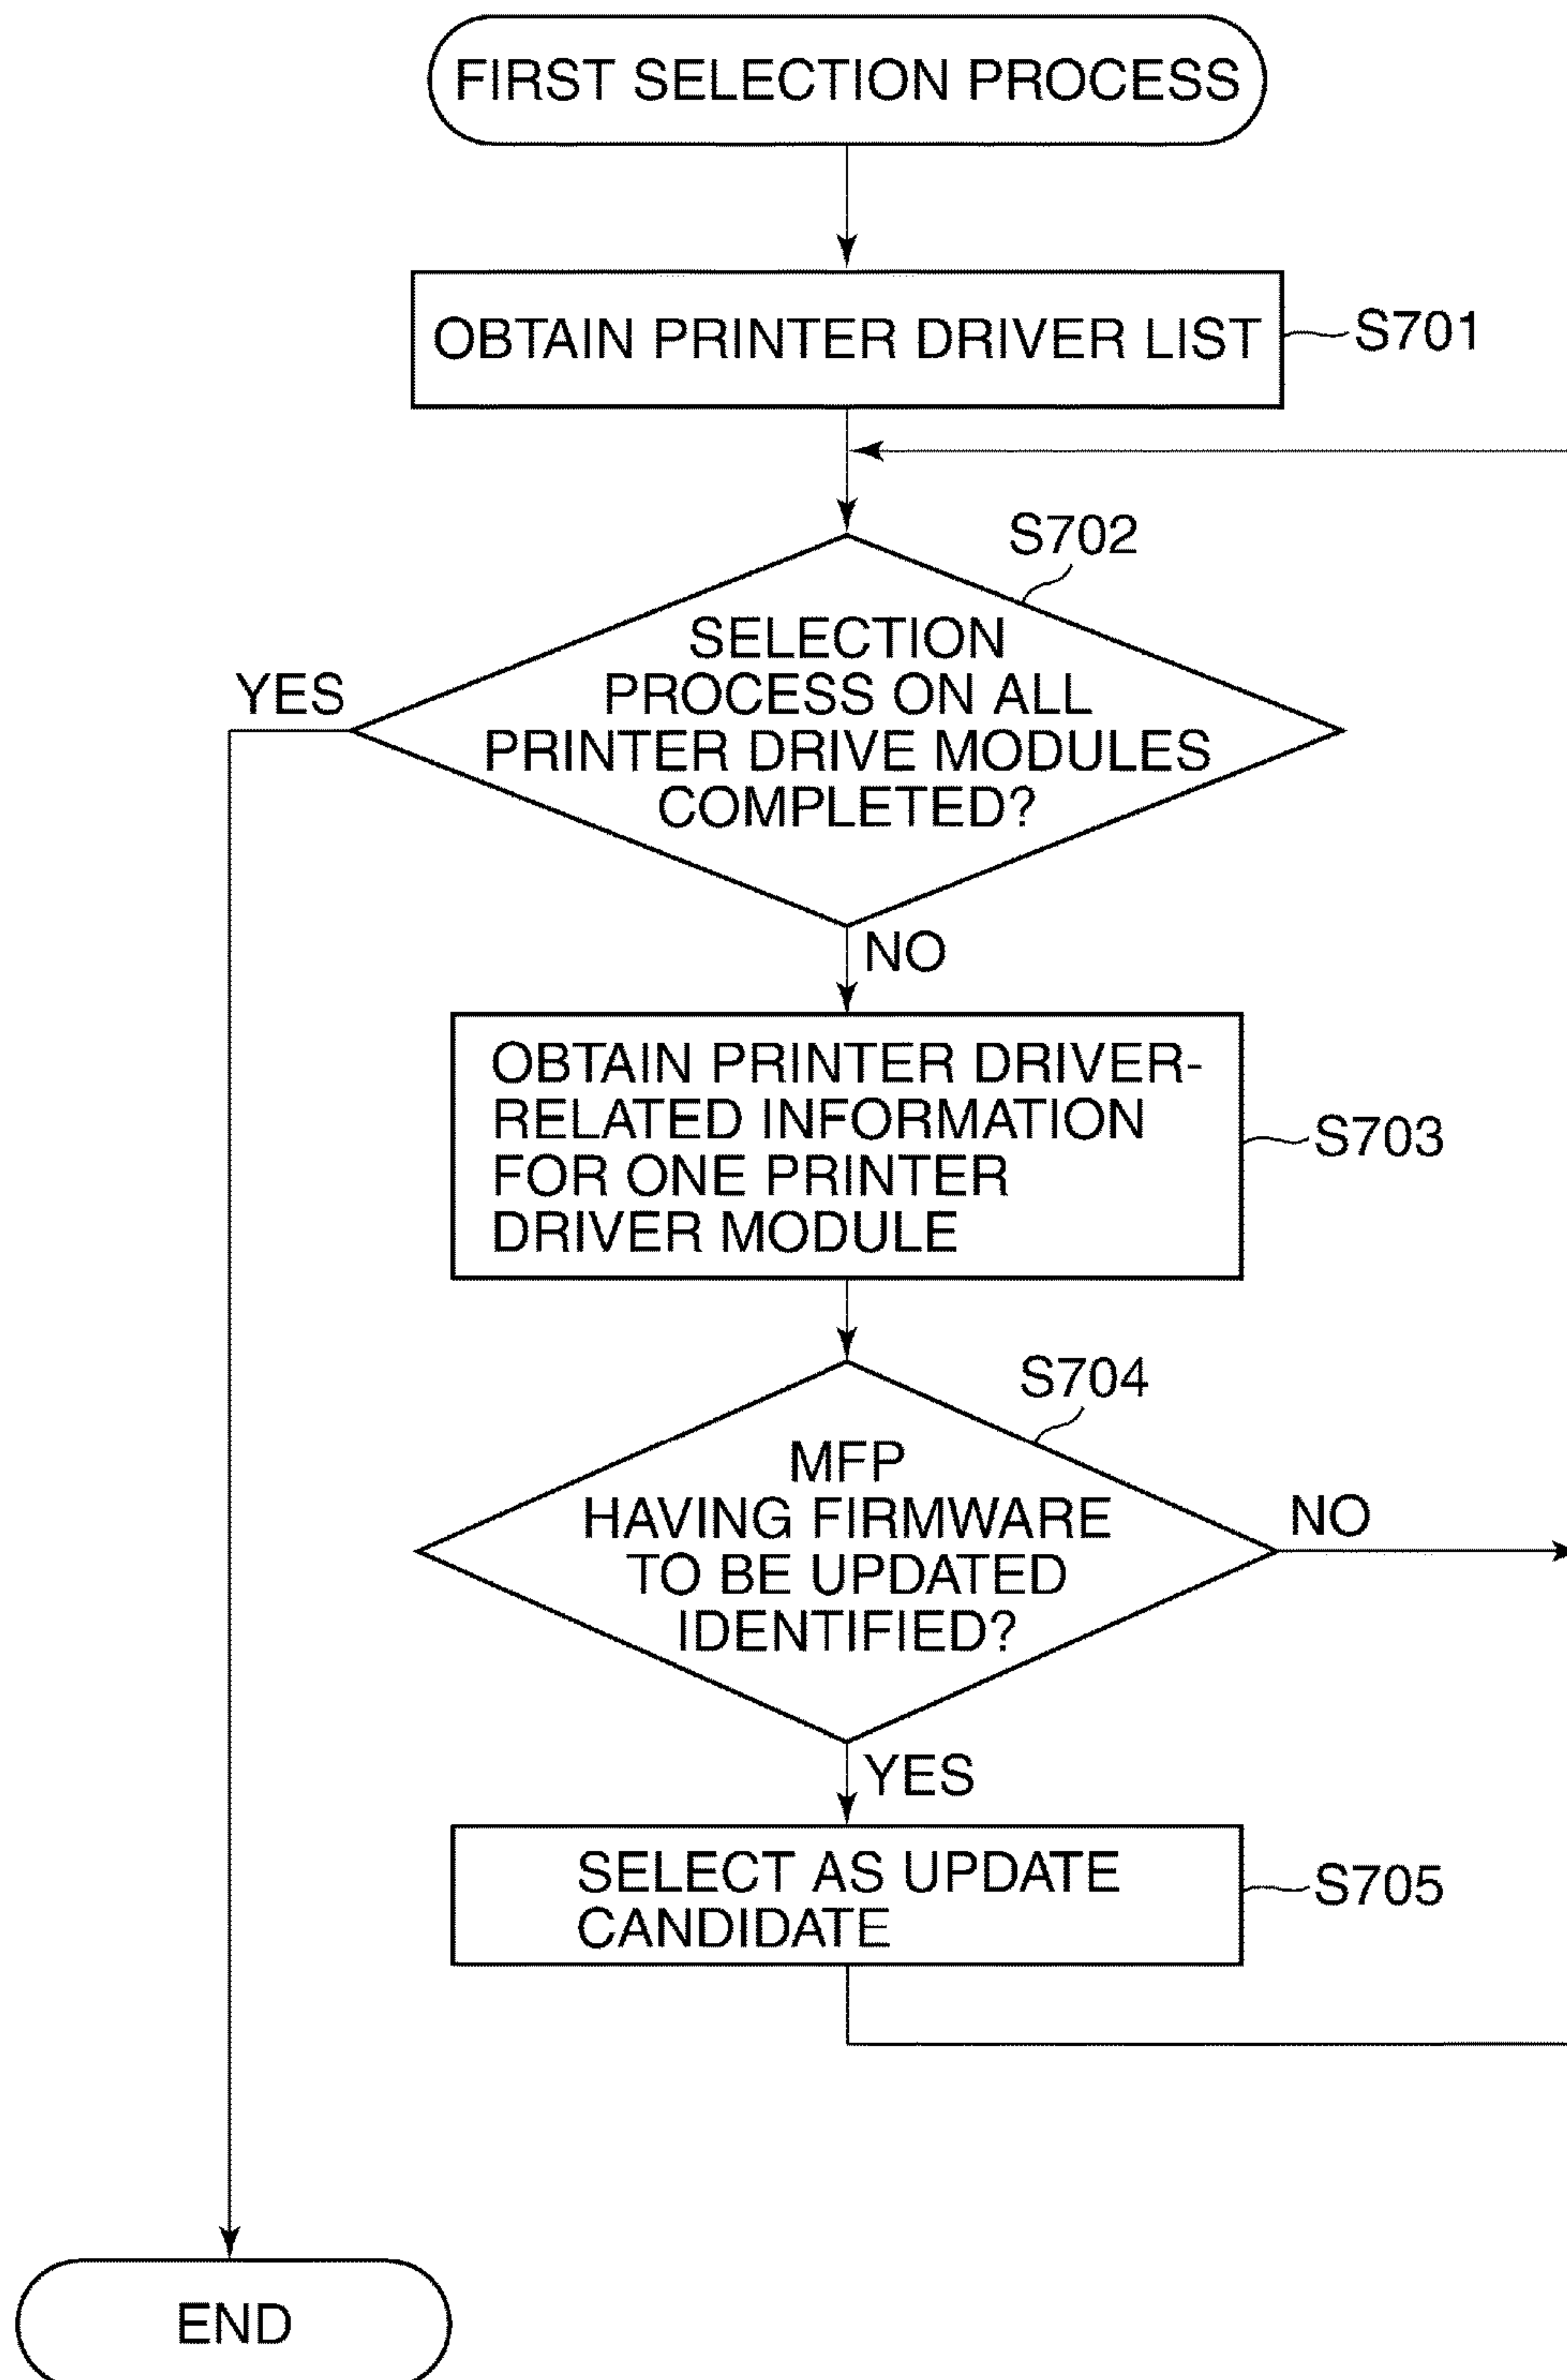 FIRST SELECTION PROCESS
OBTAIN PRINTER DRIVER LIST
S701
S702
SELECTION
PROCESS ON ALL
PRINTER DRIVE MODULES
COMPLETED?
YES
NO
OBTAIN PRINTER DRIVER-
RELATED INFORMATION
FOR ONE PRINTER
DRIVER MODULE
S703
S704
MFP
HAVING FIRMWARE
TO BE UPDATED
IDENTIFIED?
NO
YES
SELECT AS UPDATE
CANDIDATE
S705
END